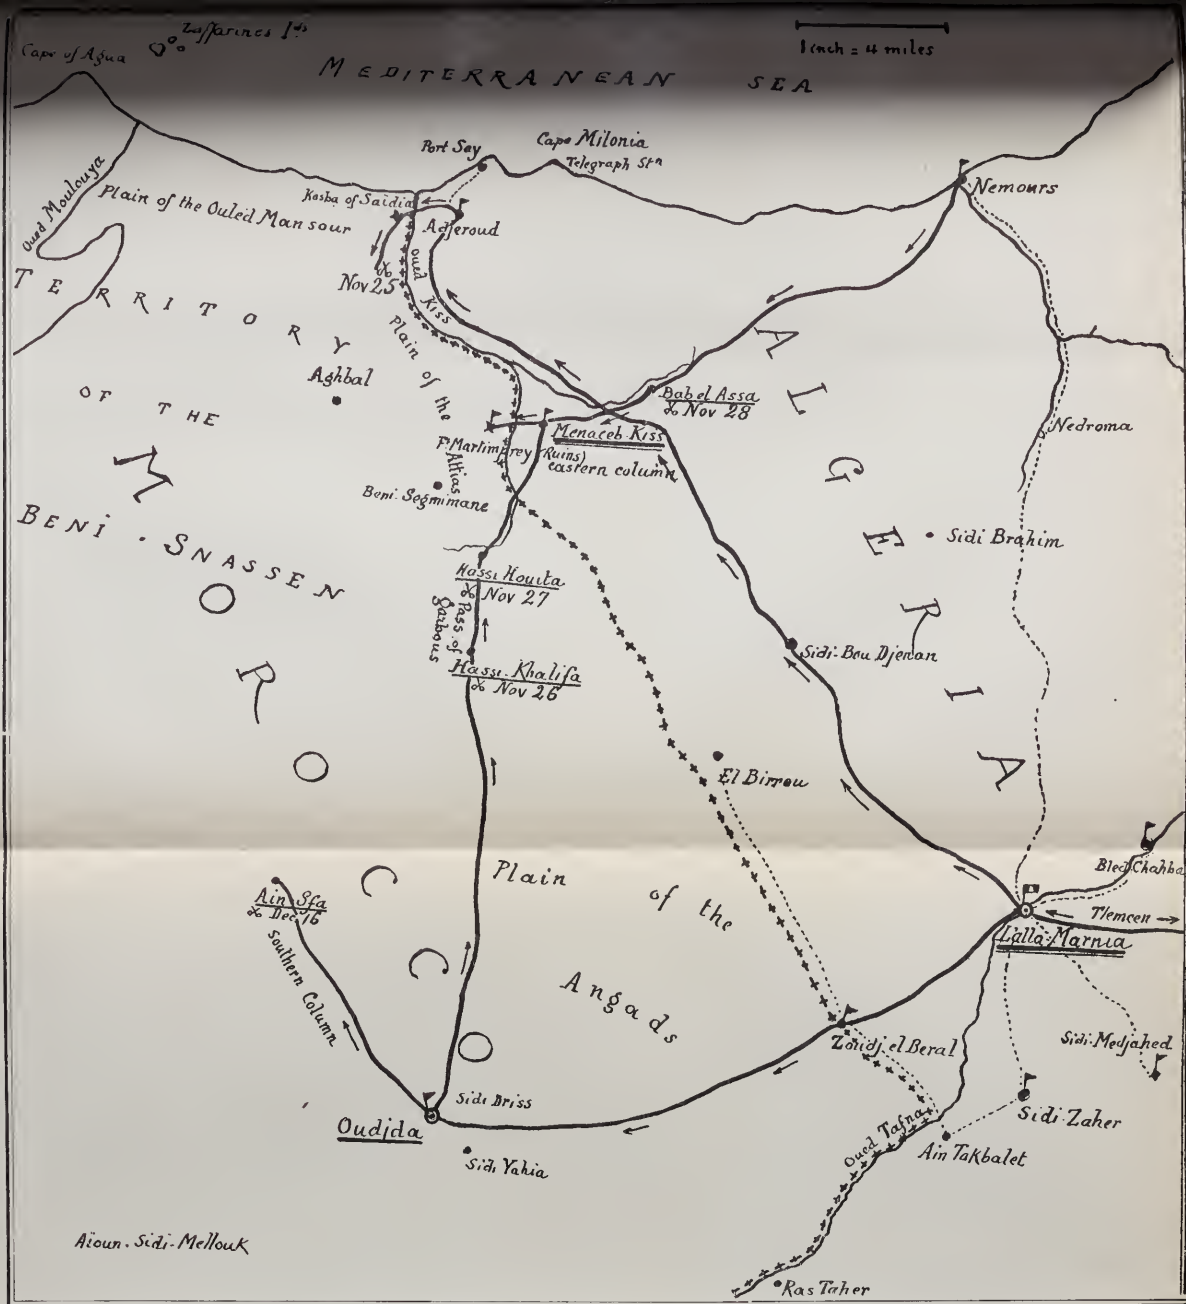 Zaffarines Ids
Cape of Agua
1 inch = 4 miles
MEDITERRANEAN SEA
Port Say
Cape Milonia
Telegraph Stn
Nemours
Oued Moulouya
Plain of the Ouled Mansour
Kasba of Saïdia
Adjeroud
Nov 25
Oued Kiss
TERRITORY
OF THE
BENI-SNASSEN
Plain of the Attias
Aghbal
Bab el Assa
Nov 28
Menaceb-Kiss
eastern column
Ft Martimprey (Ruins)
Beni-Segmimane
Nedroma
Sidi Brahim
ALGERIA
Hassi Houita
Nov 27
Pass of Garbous
Hassi-Khalifa
Nov 26
Sidi-Bou Djenan
MOROCCO
El Birrou
Plain of the Angads
Bled Chahba
Tlemcen
Lalla-Marnia
Ain Sfa
Dec 16
Southern Column
Zoudj el Beral
Sidi-Medjahed
Sidi Briss
Oudjda
Sidi Yahia
Sidi Zaher
Oued Tafna
Ain Takbalet
Aïoun-Sidi-Mellouk
Ras Taher